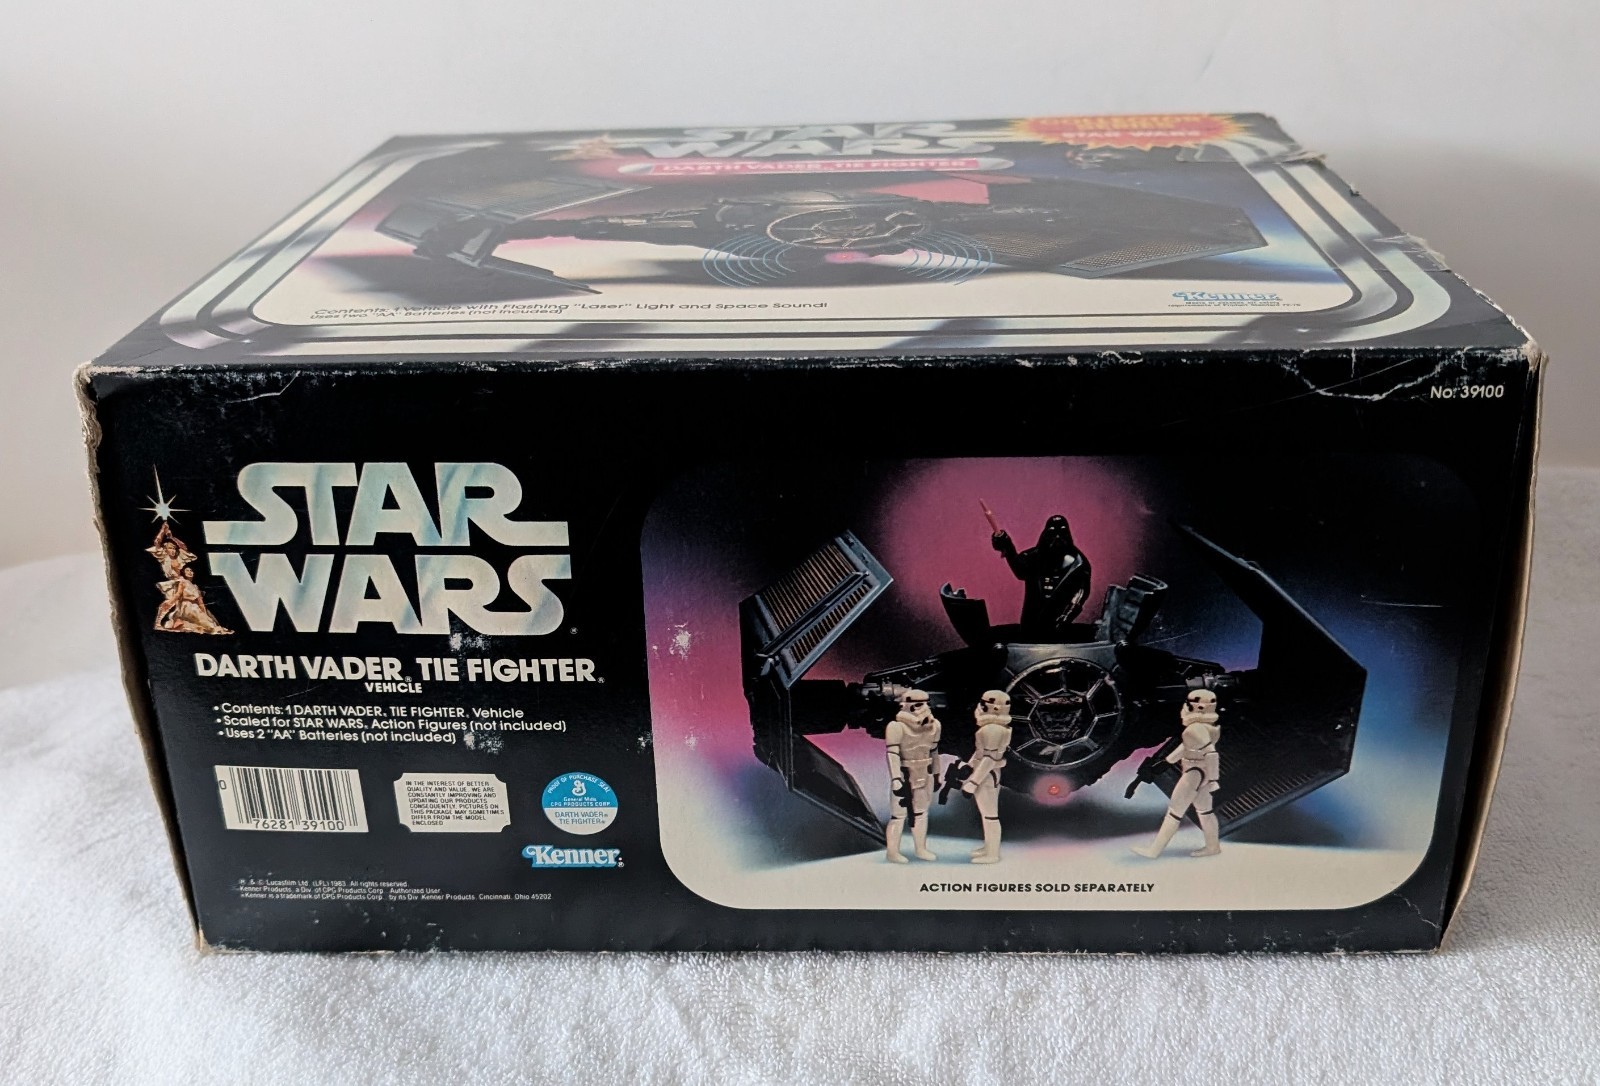 STAR
WARS
DARTH VADER TIE FIGHTER
COLLECTOR
SERIES
STAR WARS
Contents: 1 Vehicle with Flashing "Laser" Light and Space Sound!
Uses two "AA" Batteries (not included)
Kenner®
No. 39100
STAR
WARS®
DARTH VADER® TIE FIGHTER®
VEHICLE
• Contents: 1 DARTH VADER® TIE FIGHTER® Vehicle
• Scaled for STAR WARS® Action Figures (not included)
• Uses 2 "AA" Batteries (not included)
0
76281 39100
IN THE INTEREST OF BETTER
QUALITY AND VALUE, WE ARE
CONSTANTLY IMPROVING AND
UPDATING OUR PRODUCTS.
CONSEQUENTLY, PICTURES ON
THIS PACKAGE MAY SOMETIMES
DIFFER FROM THE MODEL
ENCLOSED.
PROOF OF PURCHASE SEAL
General Mills
CPG PRODUCTS CORP
DARTH VADER®
TIE FIGHTER®
Kenner®
® & © Lucasfilm Ltd. (LFL) 1983. All rights reserved.
Kenner Products, a Div. of CPG Products Corp. Authorized User.
Kenner is a trademark of CPG Products Corp. by its Div. Kenner Products, Cincinnati, Ohio 45202
ACTION FIGURES SOLD SEPARATELY